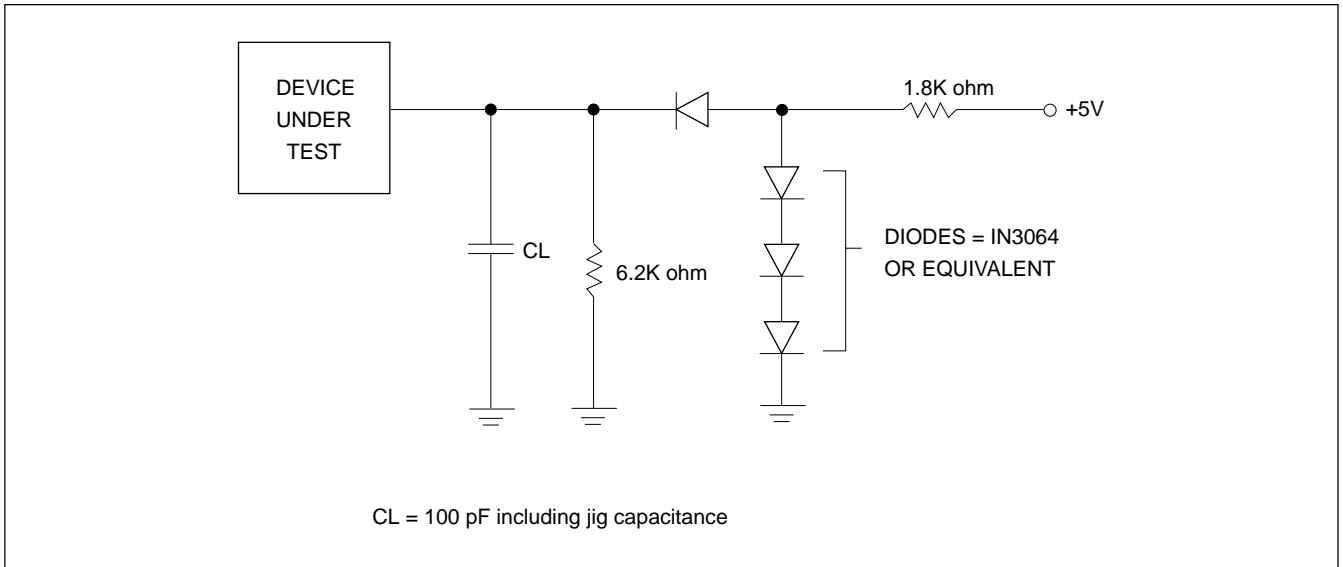 DEVICE
UNDER
TEST
1.8K ohm
+5V
CL
6.2K ohm
DIODES = IN3064
OR EQUIVALENT
CL = 100 pF including jig capacitance